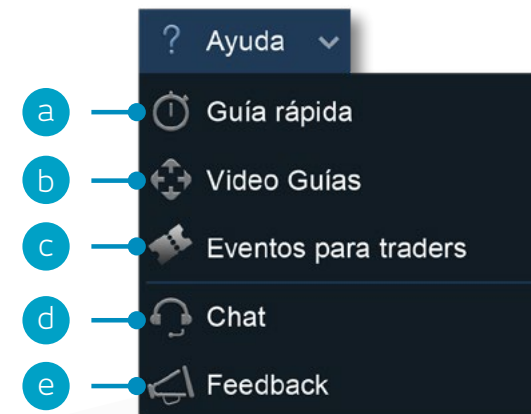 ? Ayuda
a Guía rápida
b Video Guías
c Eventos para traders
d Chat
e Feedback